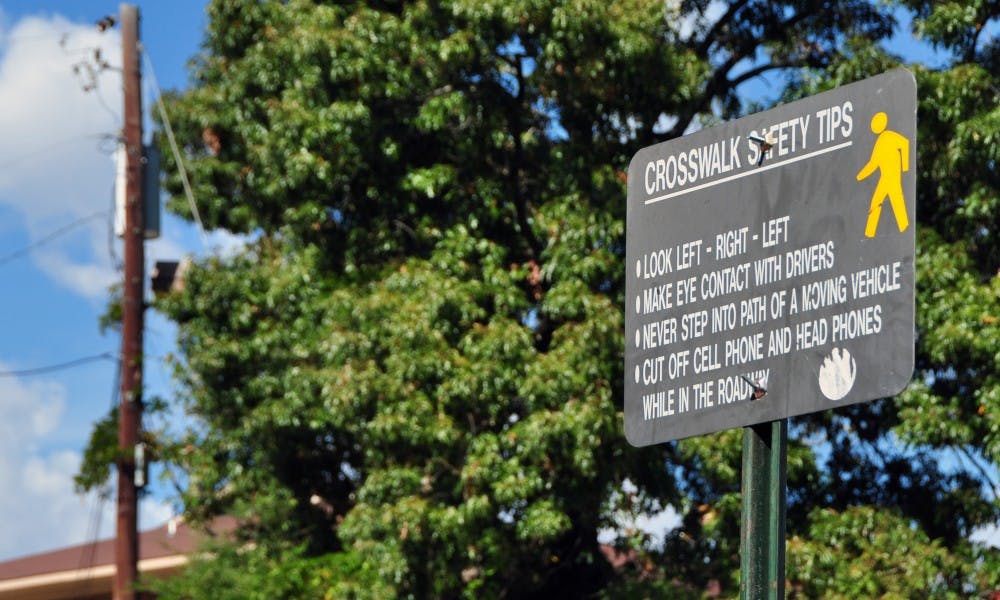 CROSSWALK SAFETY TIPS
• LOOK LEFT - RIGHT - LEFT
• MAKE EYE CONTACT WITH DRIVERS
• NEVER STEP INTO PATH OF A MOVING VEHICLE
• CUT OFF CELL PHONE AND HEAD PHONES
WHILE IN THE ROADWAY